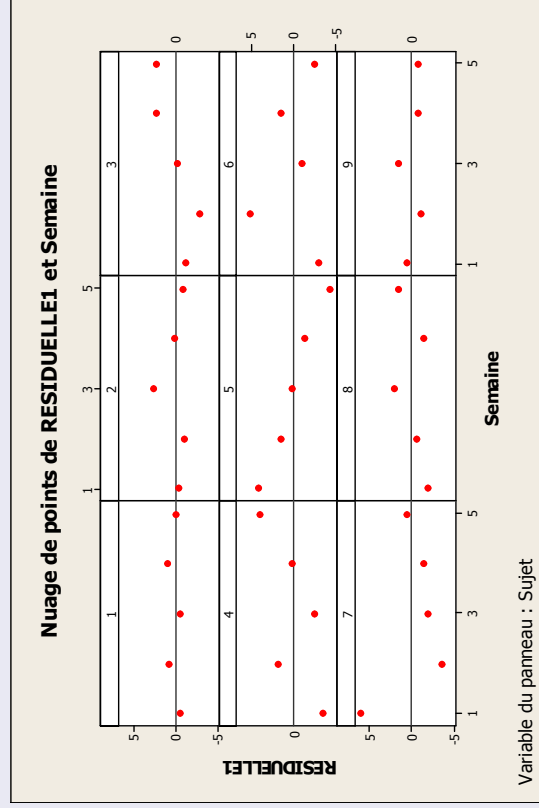 Nuage de points de RESIDUELLE1 et Semaine
1 3 5
1 2 3
5
0 0
-5
4 5 6
5
0 0
-5
7 8 9
5
0 0
-5
RESIDUELLE1
1 3 5 1 3 5
Semaine
Variable du panneau : Sujet